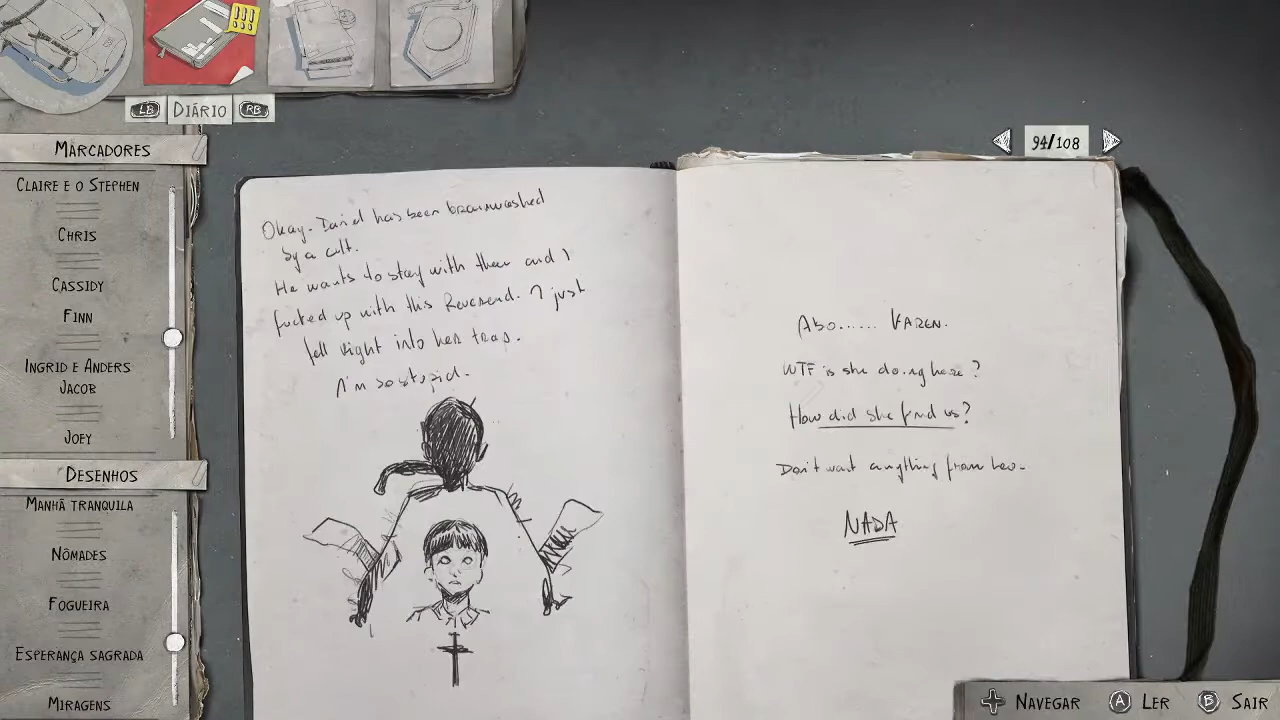 LB DIÁRIO RB
MARCADORES
CLAIRE E O STEPHEN
CHRIS
CASSIDY
FINN
INGRID E ANDERS
JACOB
JOEY
DESENHOS
MANHÃ TRANQUILA
NÔMADES
FOGUEIRA
ESPERANÇA SAGRADA
MIRAGENS
94/108
Okay. Daniel has been brainwashed
by a cult.
He wants to stay with them and I
fucked up with this Reverend. I just
fell right into her trap.
I'm so stupid.
Also...... KAREN.
WTF is she doing here?
How did she find us?
Don't want anything from her.
NADA
NAVEGAR A LER B SAIR